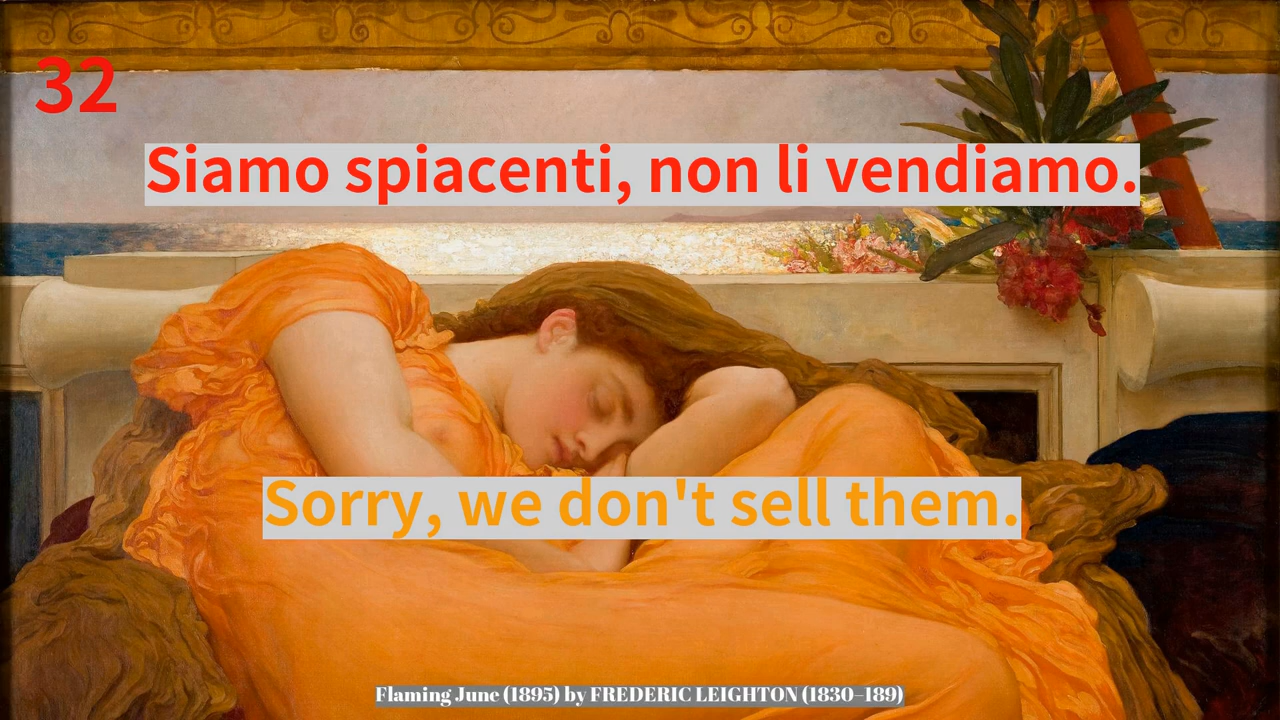 32
Siamo spiacenti, non li vendiamo.
Sorry, we don't sell them.
Flaming June (1895) by FREDERIC LEIGHTON (1830–189)